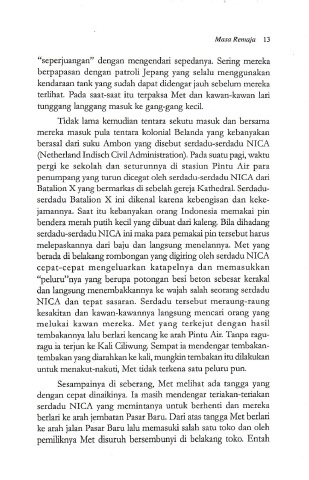 Masa Remaja 13
"seperjuangan" dengan mengendari sepedanya. Sering mereka
berpapasan dengan patroli Jepang yang selalu menggunakan
kendaraan tank yang sudah dapat didengar jauh sebelum mereka
terlihat. Pada saat-saat itu terpaksa Met dan kawan-kawan lari
tunggang langgang masuk ke gang-gang kecil.
Tidak lama kemudian tentara sekutu masuk dan bersama
mereka masuk pula tentara kolonial Belanda yang kebanyakan
berasal dari suku Ambon yang disebut serdadu-serdadu NICA
(Netherland Indisch Civil Administration). Pada suatu pagi, waktu
pergi ke sekolah dan seturunnya di stasiun Pintu Air para
penumpang yang turun dicegat oleh serdadu-serdadu NICA dari
Batalion X yang bermarkas di sebelah gereja Kathedral. Serdadu-
serdadu Batalion X ini dikenal karena kebengisan dan keke-
jamannya. Saat itu kebanyakan orang Indonesia memakai pin
bendera merah putih kecil yang dibuat dari kaleng. Bila dihadang
serdadu-serdadu NICA ini maka para pemakai pin tersebut harus
melepaskannya dari baju dan langsung menelannya. Met yang
berada di belakang rombongan yang digiring oleh serdadu NICA
cepat-cepat mengeluarkan katapelnya dan memasukkan
"peluru"nya yang berupa potongan besi beton sebesar kerakal
dan langsung menembakkannya ke wajah salah seorang serdadu
NICA dan tepat sasaran. Serdadu tersebut meraung-raung
kesakitan dan kawan-kawannya langsung mencari orang yang
melukai kawan mereka. Met yang terkejut dengan hasil
tembakannya lalu berlari kencang ke arah Pintu Air. Tanpa ragu-
ragu ia terjun ke Kali Ciliwung. Sempat ia mendengar tembakan-
tembakan yang diarahkan ke kali, mungkin tembakan itu dilakukan
untuk menakut-nakuti, Met tidak terkena satu peluru pun.
Sesampainya di seberang, Met melihat ada tangga yang
dengan cepat dinaikinya. Ia masih mendengar teriakan-teriakan
serdadu NICA yang memintanya untuk berhenti dan mereka
berlari ke arah jembatan Pasar Baru. Dari atas tangga Met berlari
ke arah jalan Pasar Baru lalu memasuki salah satu toko dan oleh
pemiliknya Met disuruh bersembunyi di belakang toko. Entah